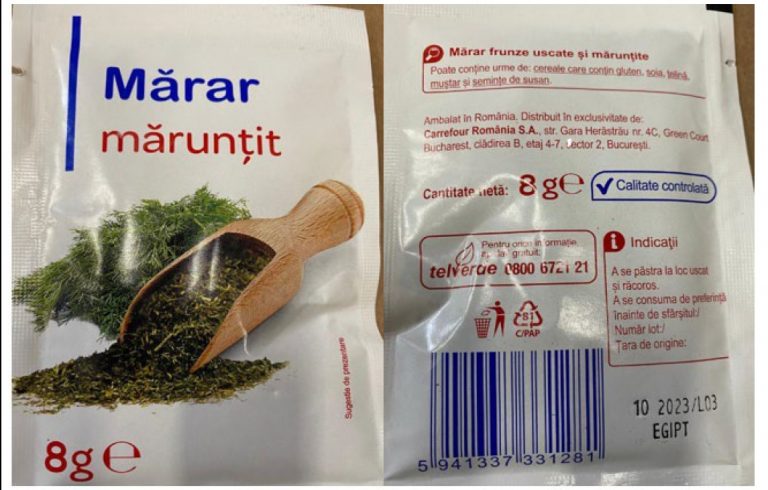 Mărar
mărunțit
Sugestie de prezentare
8g e
Mărar frunze uscate și mărunțite
Poate conține urme de: cereale care conțin gluten, soia, țelină,
muștar și semințe de susan.
Ambalat în România. Distribuit în exclusivitate de:
Carrefour România S.A., str. Gara Herăstrău nr. 4C, Green Court
Bucharest, clădirea B, etaj 4-7, sector 2, București.
Cantitate netă: 8 g e
Calitate controlată
Pentru orice informație,
apelați gratuit:
telverde 0800 6721 21
Indicații
A se păstra la loc uscat
și răcoros.
A se consuma de preferință
înainte de sfârșitul:/
Număr lot:/
Țara de origine:
81
C/PAP
10 2023/L03
EGIPT
5 941337 331281